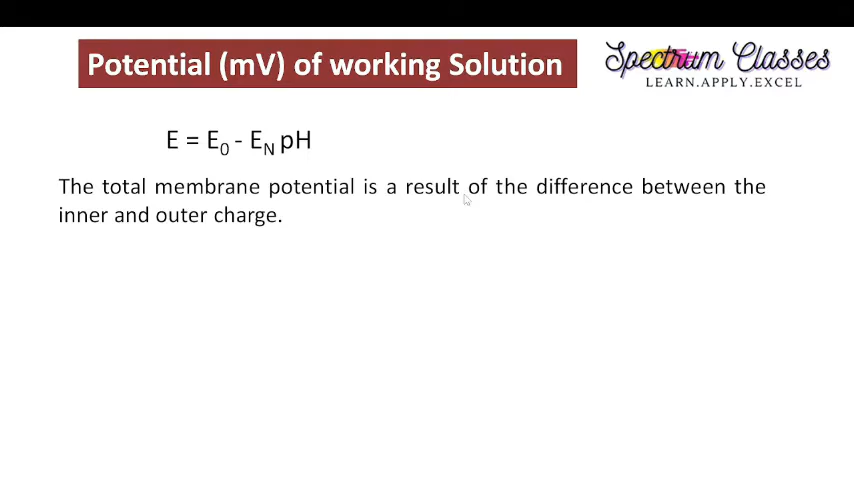 Potential (mV) of working Solution
Spectrum Classes
LEARN.APPLY.EXCEL
E = E₀ - E_N pH
The total membrane potential is a result of the difference between the
inner and outer charge.